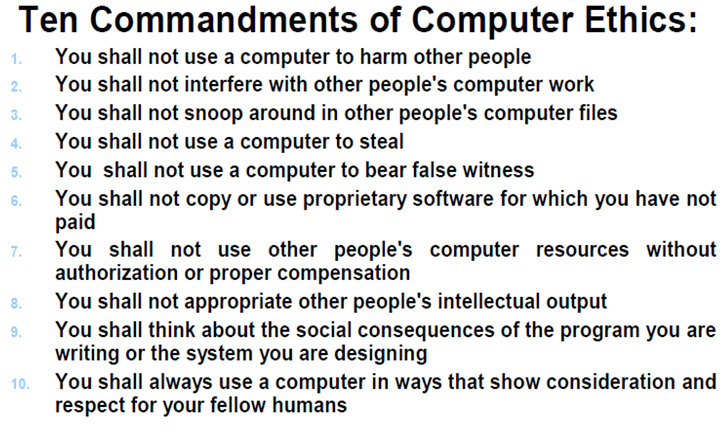 Ten Commandments of Computer Ethics:
1. You shall not use a computer to harm other people
2. You shall not interfere with other people's computer work
3. You shall not snoop around in other people's computer files
4. You shall not use a computer to steal
5. You  shall not use a computer to bear false witness
6. You shall not copy or use proprietary software for which you have not
paid
7. You shall not use other people's computer resources without
authorization or proper compensation
8. You shall not appropriate other people's intellectual output
9. You shall think about the social consequences of the program you are
writing or the system you are designing
10. You shall always use a computer in ways that show consideration and
respect for your fellow humans